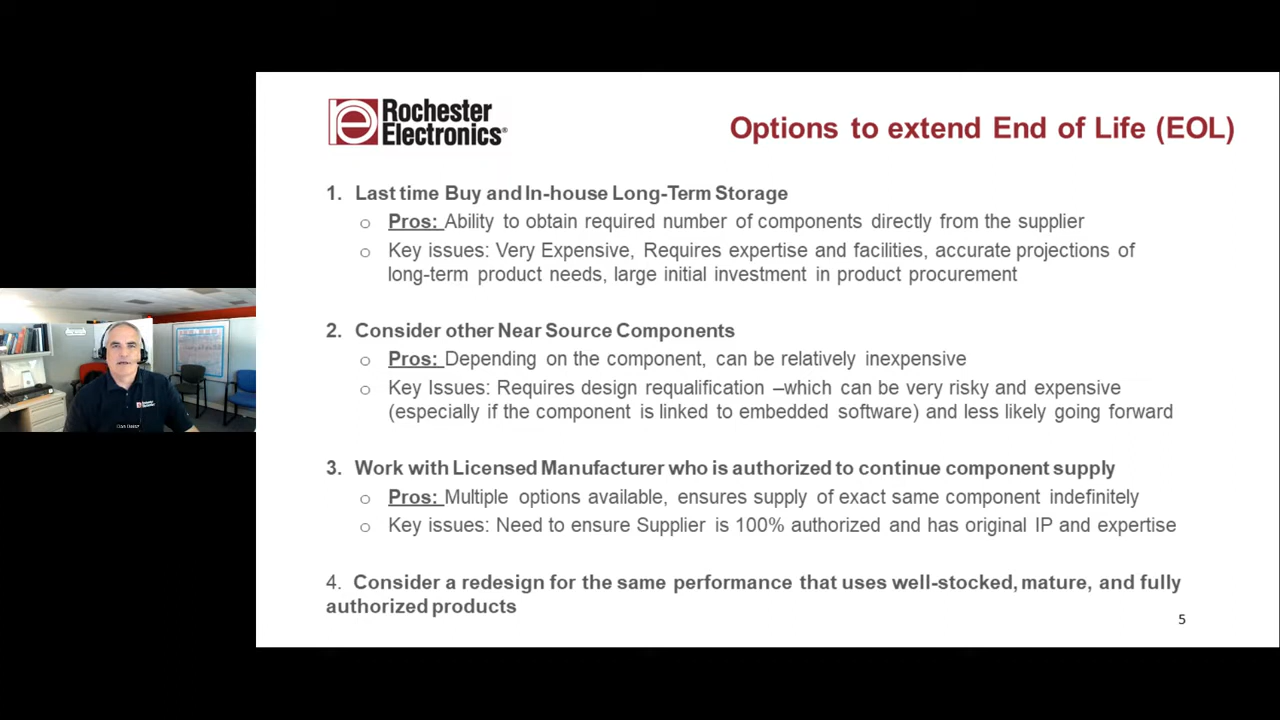 Rochester
Electronics®
Options to extend End of Life (EOL)
1. Last time Buy and In-house Long-Term Storage
o Pros: Ability to obtain required number of components directly from the supplier
o Key issues: Very Expensive, Requires expertise and facilities, accurate projections of
long-term product needs, large initial investment in product procurement
2. Consider other Near Source Components
o Pros: Depending on the component, can be relatively inexpensive
o Key Issues: Requires design requalification –which can be very risky and expensive
(especially if the component is linked to embedded software) and less likely going forward
3. Work with Licensed Manufacturer who is authorized to continue component supply
o Pros: Multiple options available, ensures supply of exact same component indefinitely
o Key issues: Need to ensure Supplier is 100% authorized and has original IP and expertise
4. Consider a redesign for the same performance that uses well-stocked, mature, and fully
authorized products
5
Rochester
Electronics